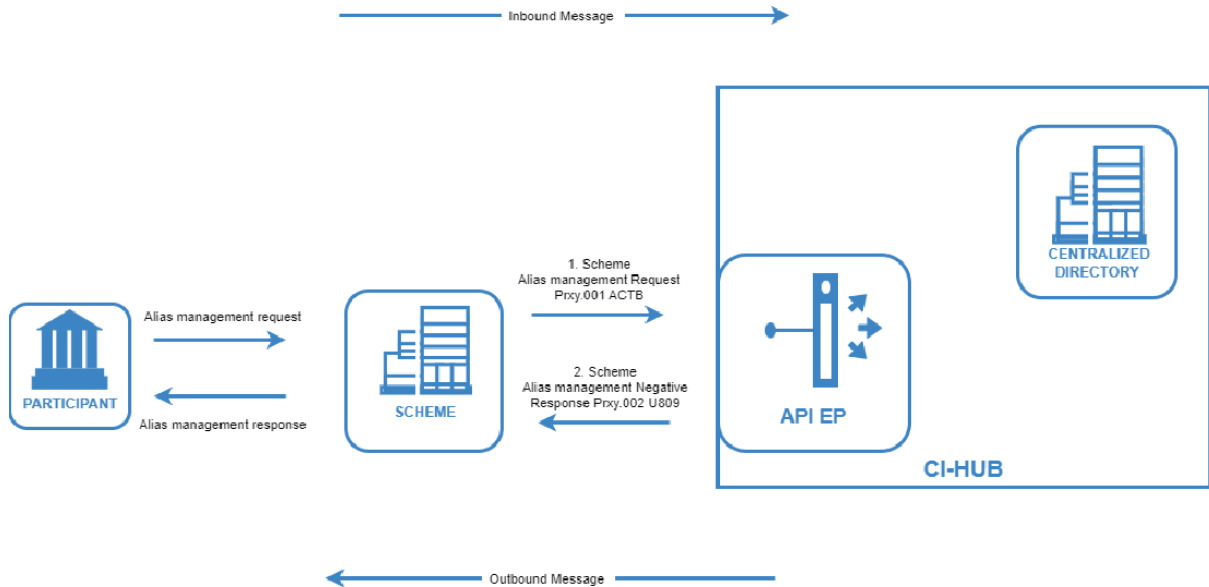 Inbound Message
CENTRALIZED
DIRECTORY
1. Scheme
Alias management Request
Prxy.001 ACTB
Alias management request
2. Scheme
Alias management Negative
Response Prxy.002 U809
PARTICIPANT
SCHEME
API EP
Alias management response
CI-HUB
Outbound Message